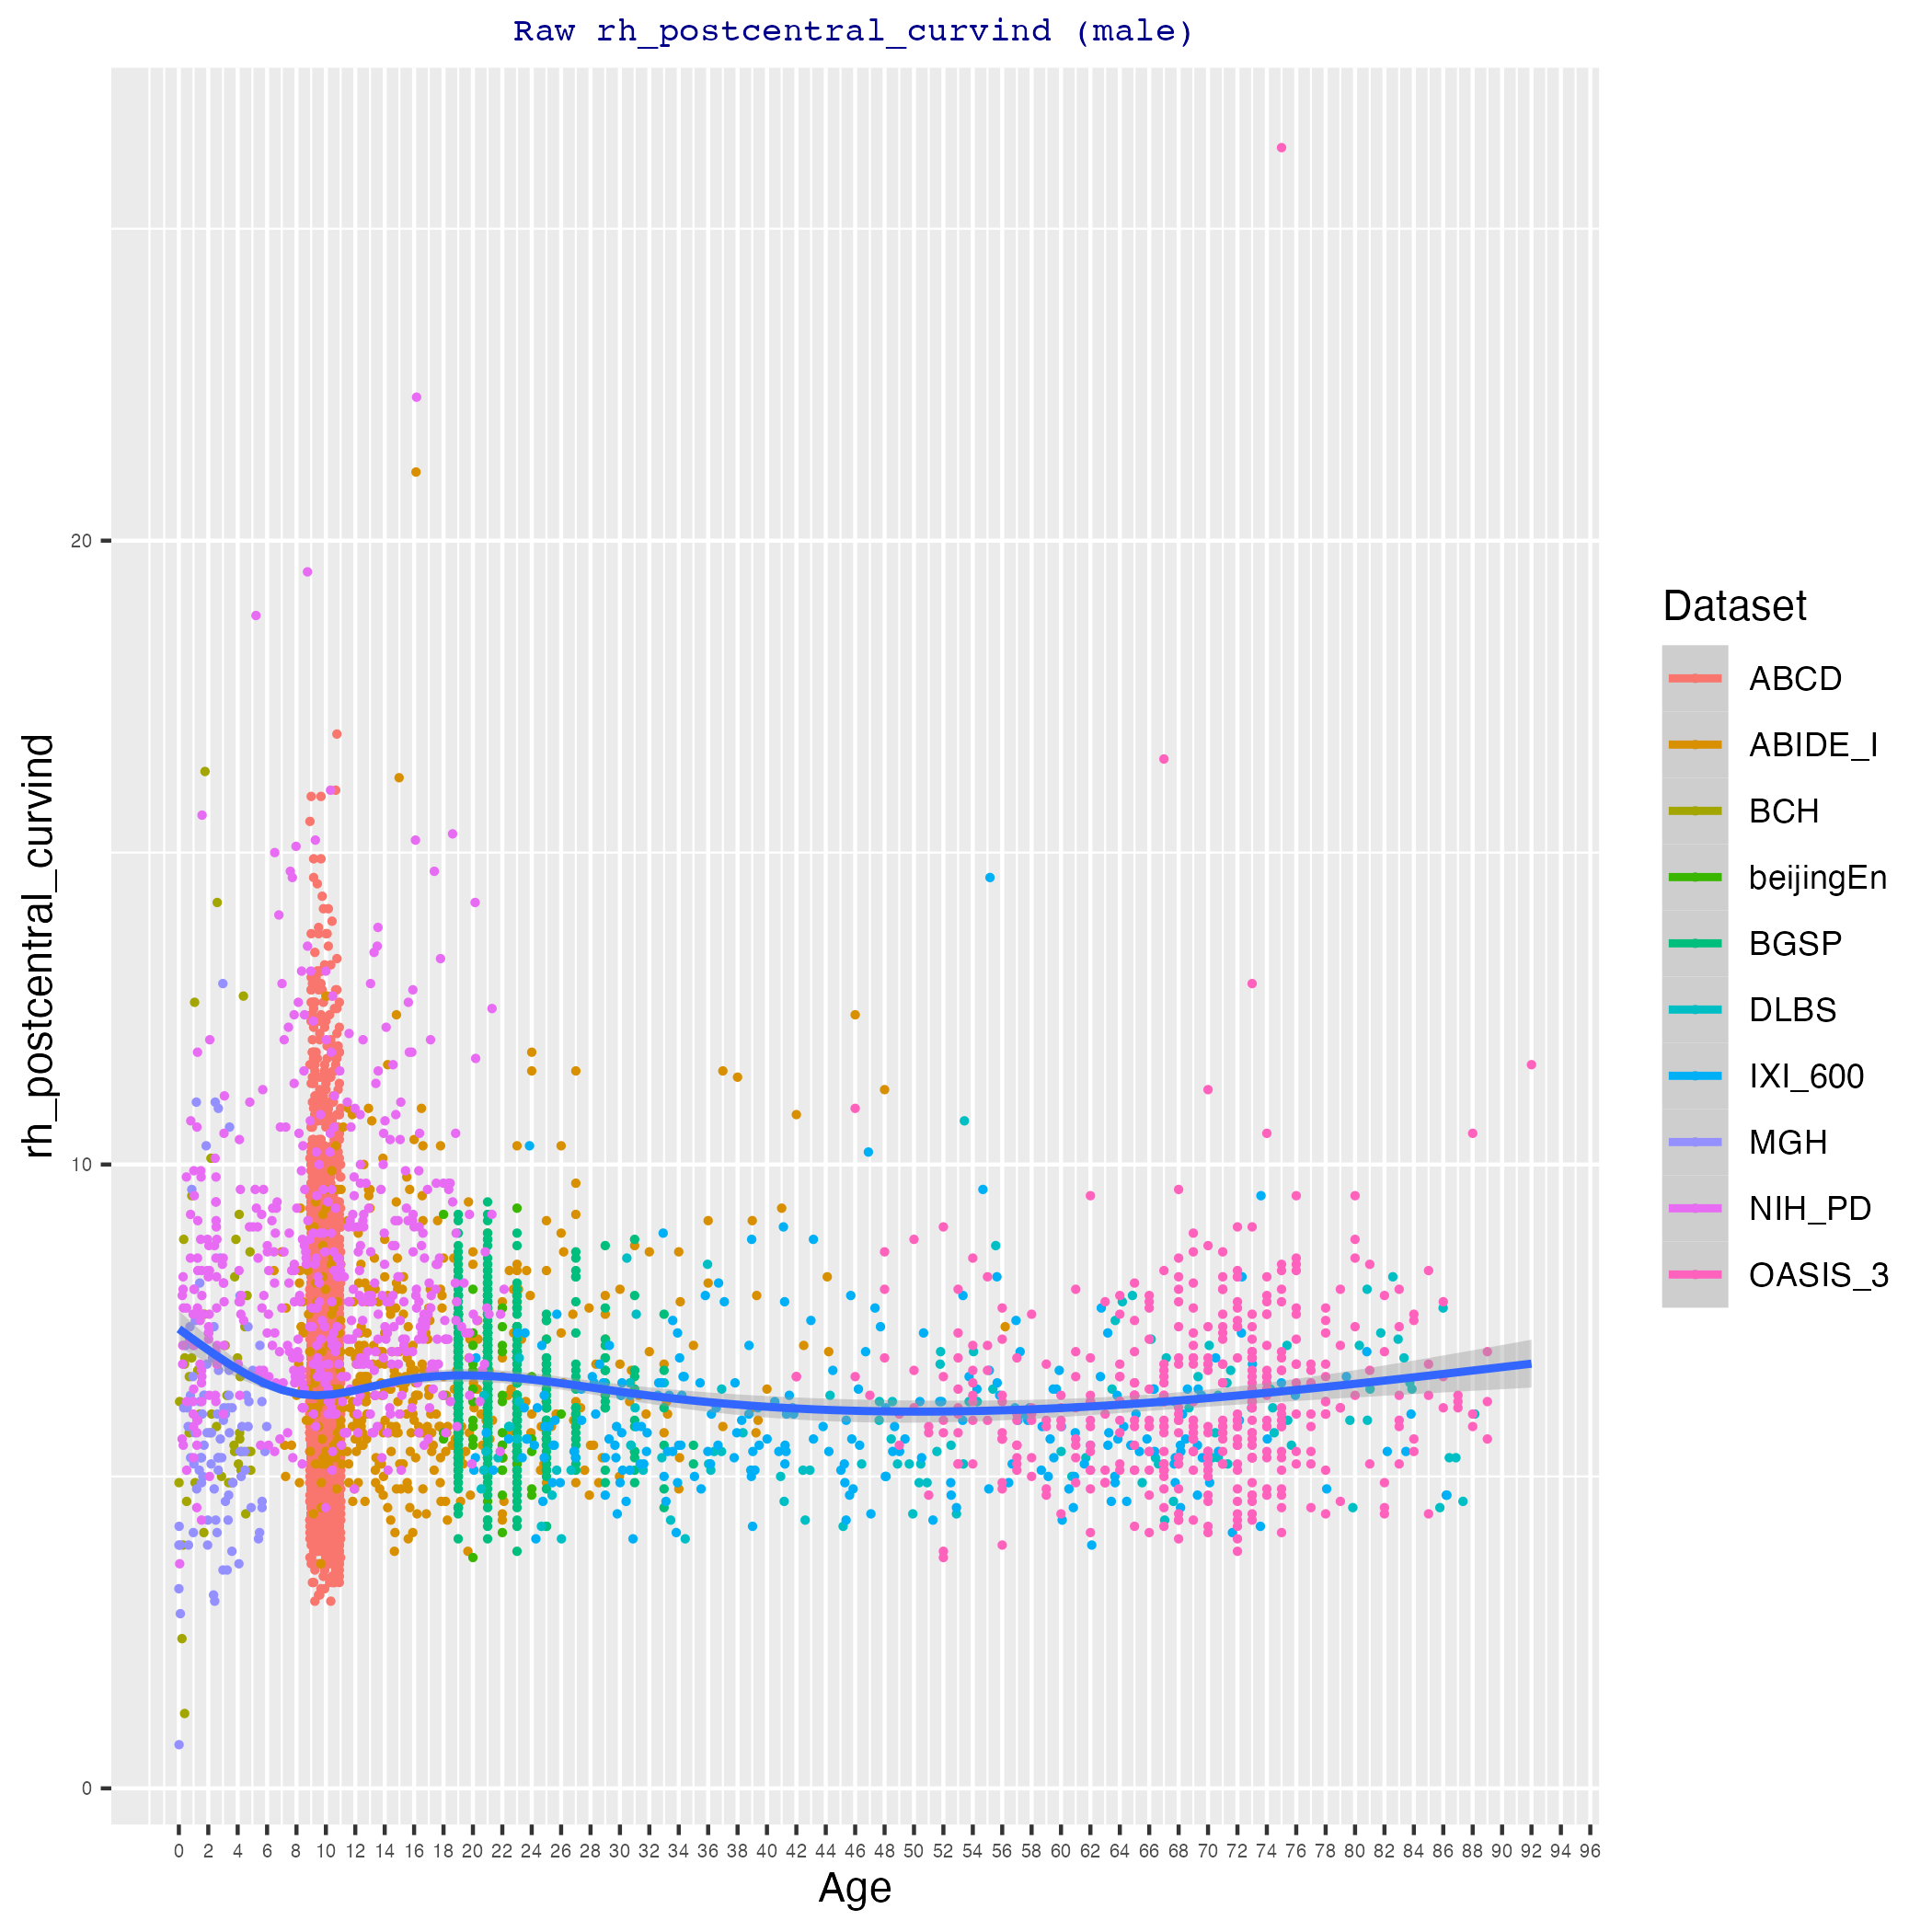 Raw rh_postcentral_curvind (male)
rh_postcentral_curvind
20
10
0
0 2 4 6 8 10 12 14 16 18 20 22 24 26 28 30 32 34 36 38 40 42 44 46 48 50 52 54 56 58 60 62 64 66 68 70 72 74 76 78 80 82 84 86 88 90 92 94 96
Age
Dataset
ABCD
ABIDE_I
BCH
beijingEn
BGSP
DLBS
IXI_600
MGH
NIH_PD
OASIS_3